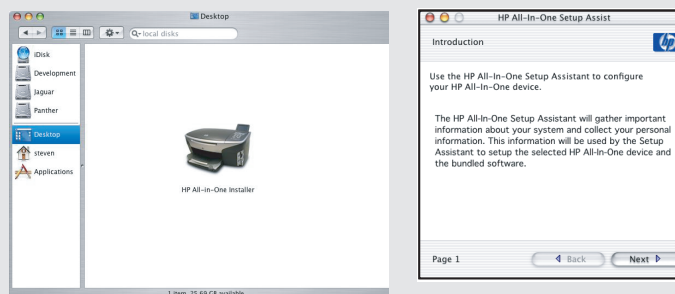 Desktop
local disks
iDisk
Development
Jaguar
Panther
Desktop
steven
Applications
HP All-in-One Installer
1 item, 25.69 GB available
HP All-In-One Setup Assist
Introduction
hp
Use the HP All-In-One Setup Assistant to configure
your HP All-In-One device.
The HP All-In-One Setup Assistant will gather important
information about your system and collect your personal
information. This information will be used by the Setup
Assistant to setup the selected HP All-In-One device and
the bundled software.
Page 1
Back
Next